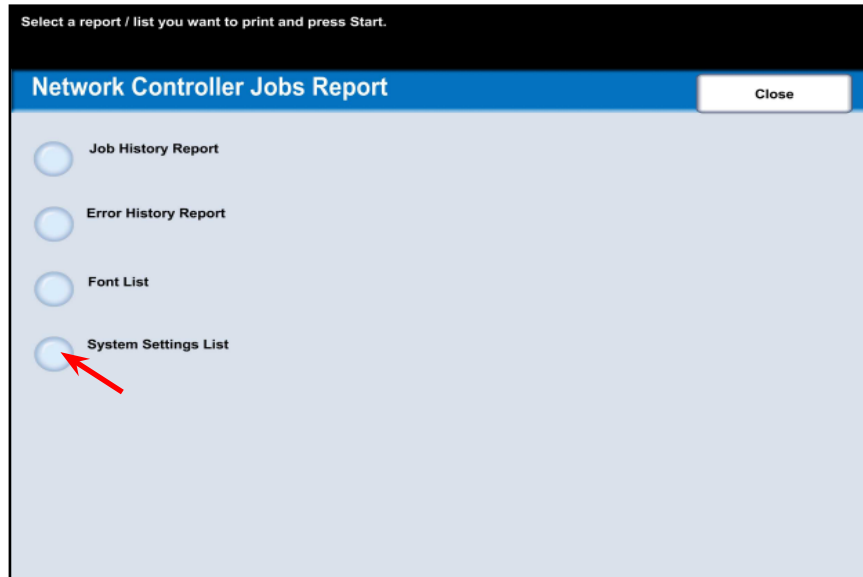 Select a report / list you want to print and press Start.
Network Controller Jobs Report
Close
Job History Report
Error History Report
Font List
System Settings List